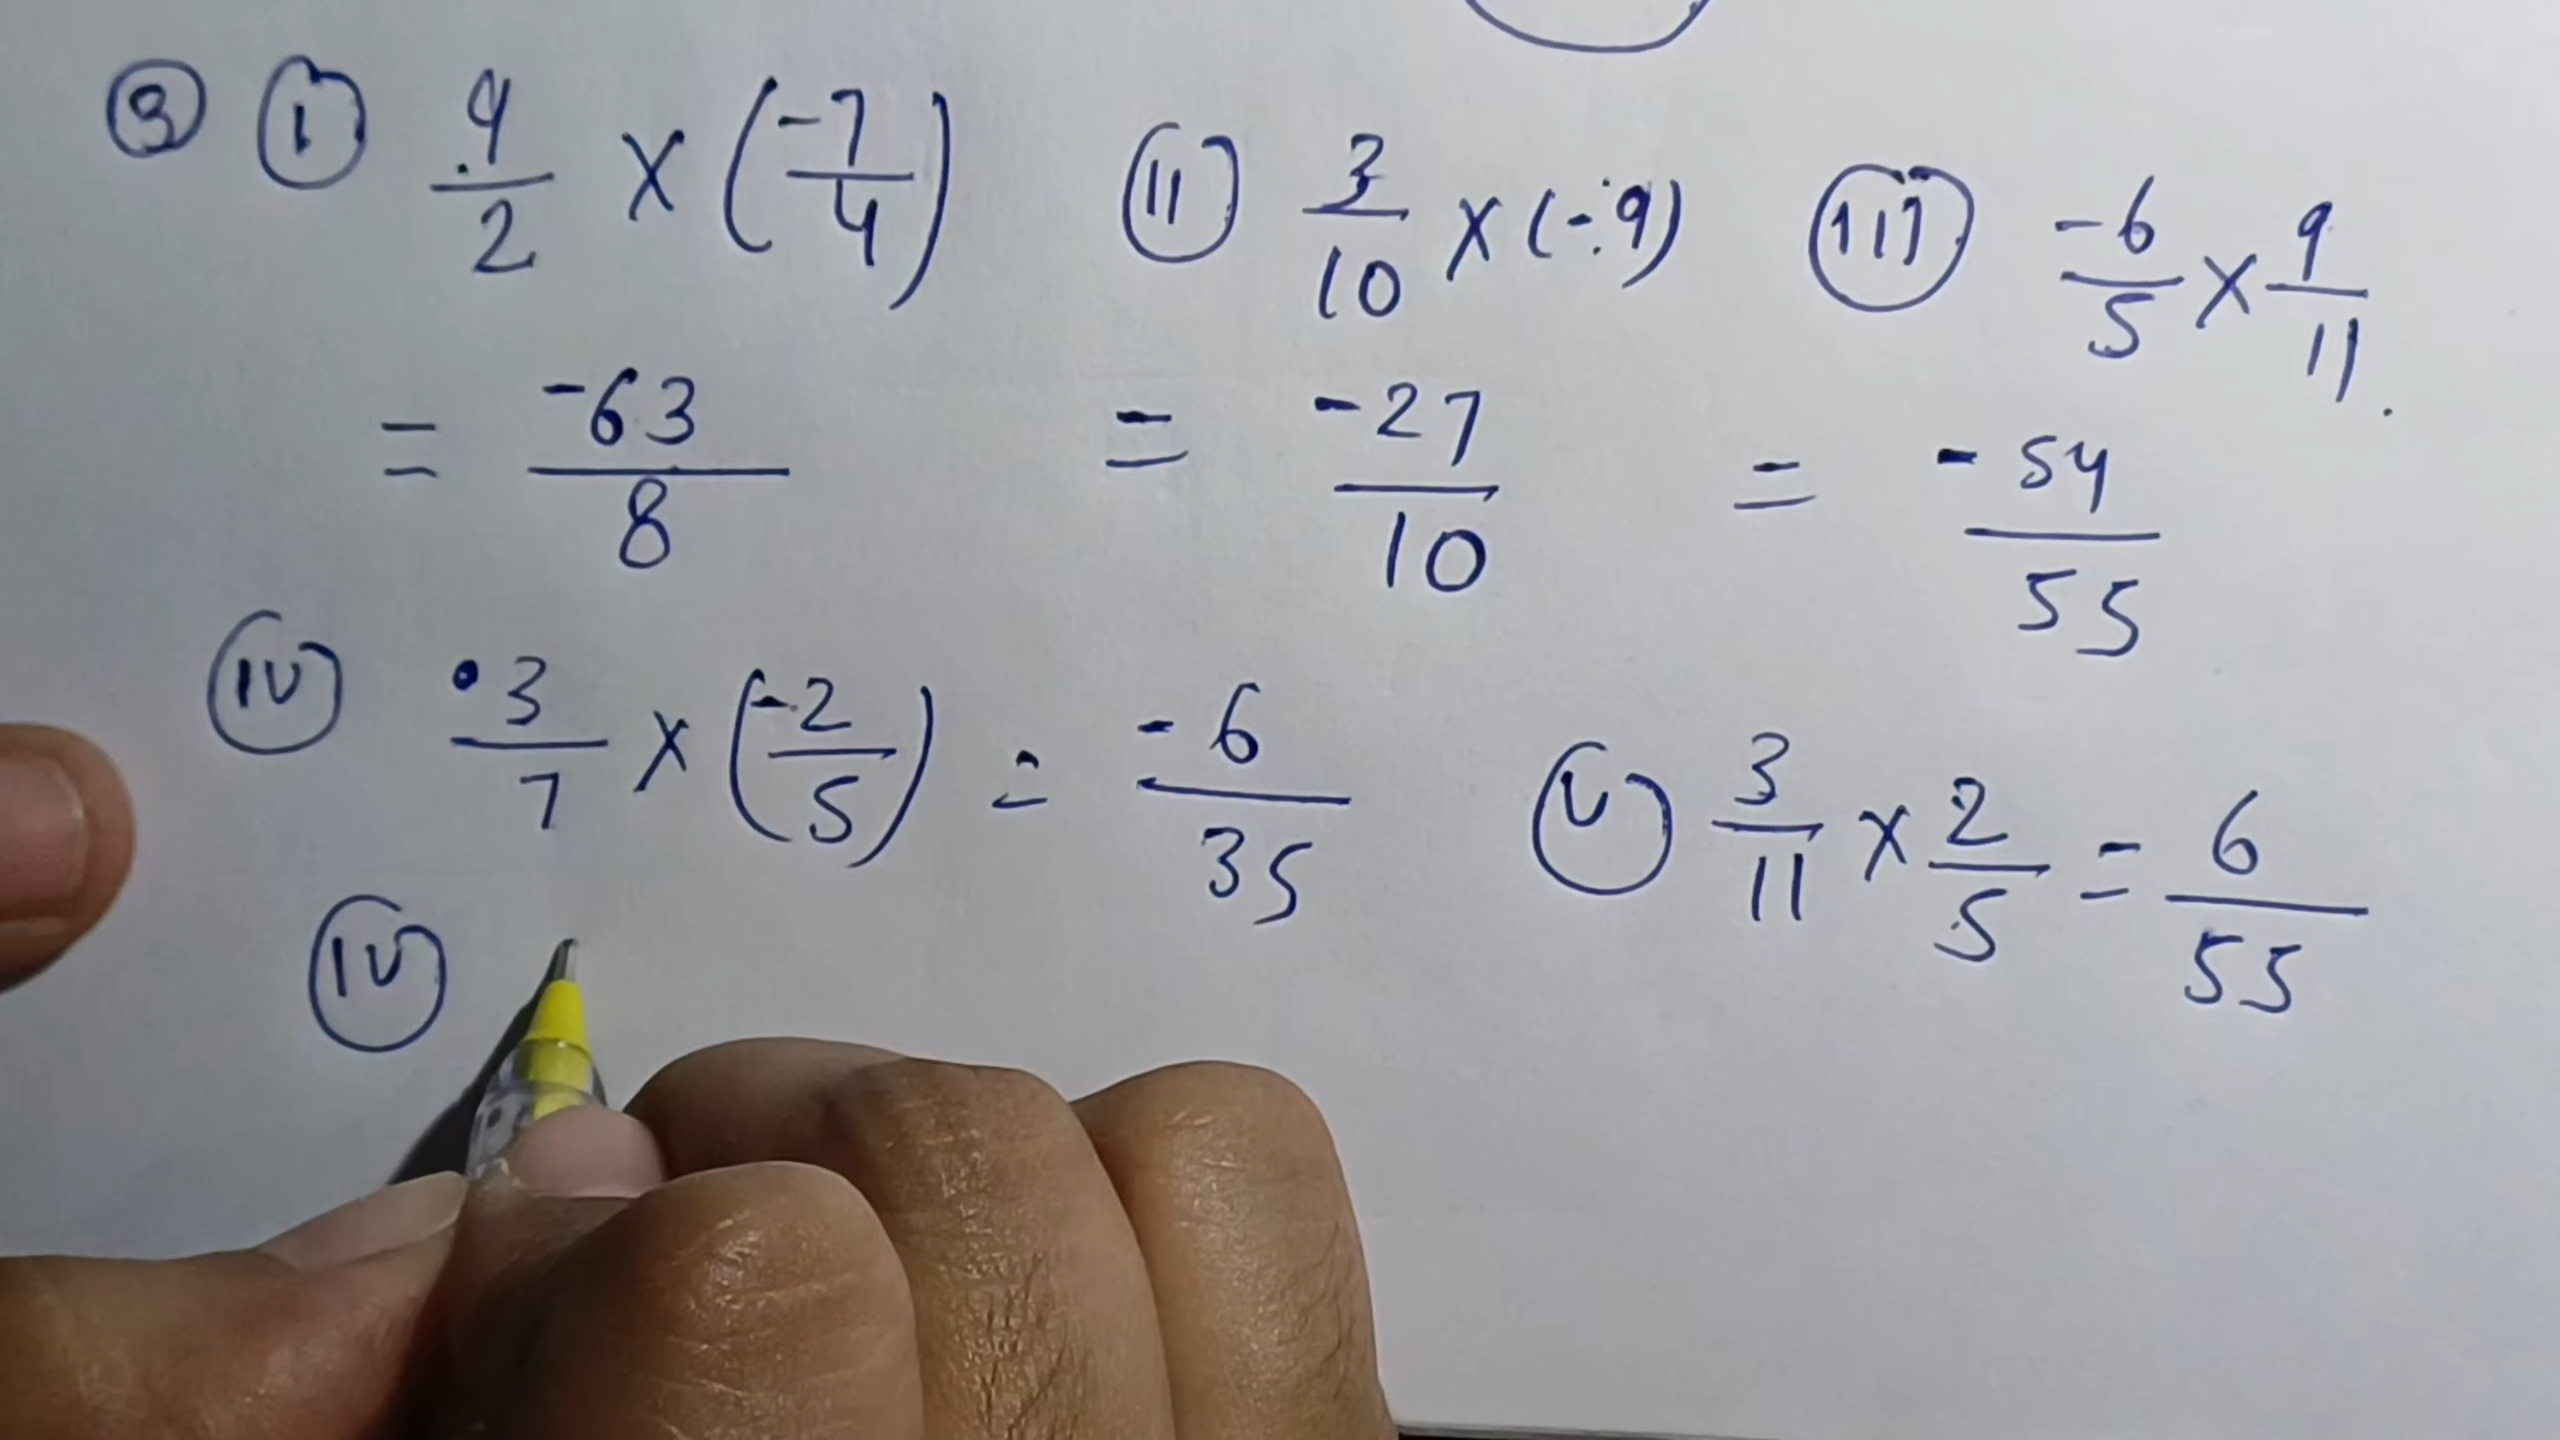 ③ (i) 9/2 × (-7/4) (ii) 3/10 × (-9) (iii) -6/5 × 9/11
= -63/8 = -27/10 = -54/55
(iv) 3/7 × (-2/5) = -6/35 (v) 3/11 × 2/5 = 6/55
(iv)